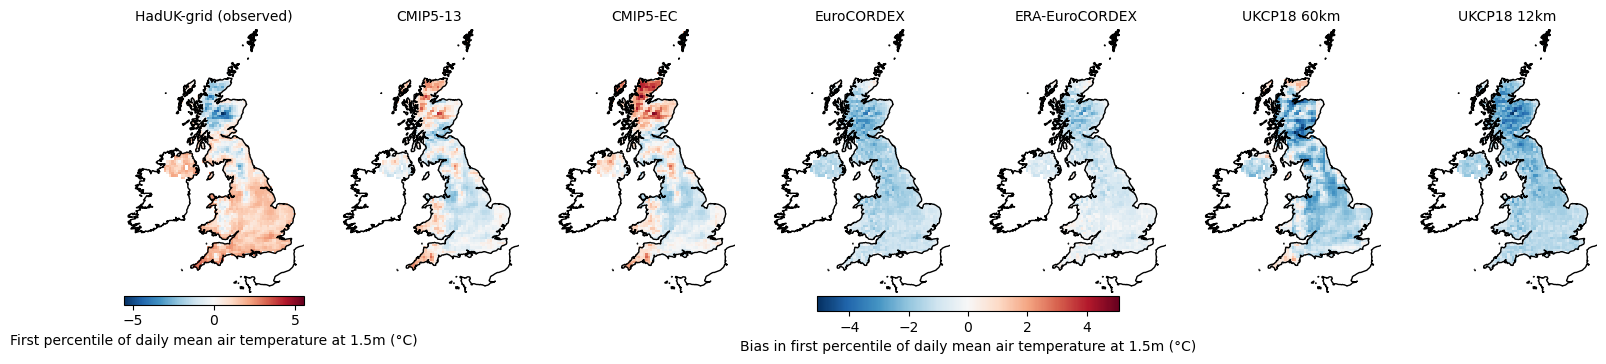 HadUK-grid (observed) CMIP5-13 CMIP5-EC EuroCORDEX ERA-EuroCORDEX UKCP18 60km UKCP18 12km
−5 0 5
First percentile of daily mean air temperature at 1.5m (°C)
−4 −2 0 2 4
Bias in first percentile of daily mean air temperature at 1.5m (°C)